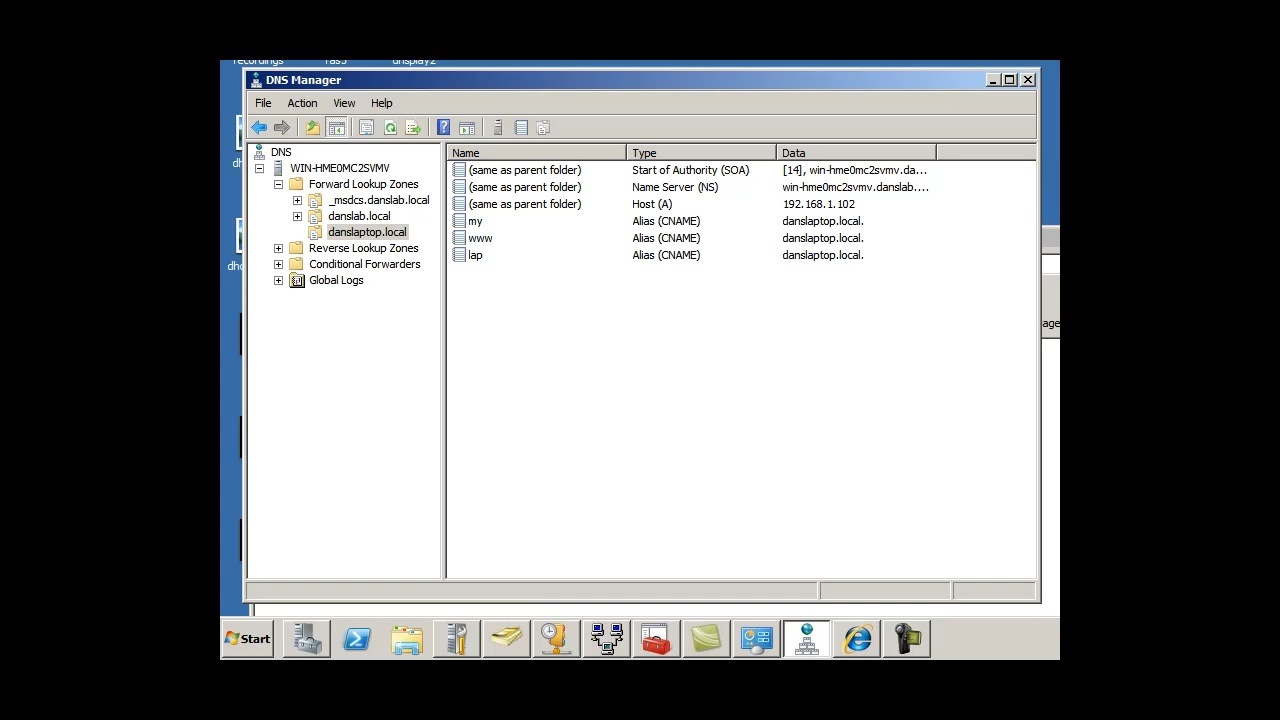 recordings ras3 dhsplay2
DNS Manager
File Action View Help
DNS
WIN-HME0MC2SVMV
Forward Lookup Zones
_msdcs.danslab.local
danslab.local
danslaptop.local
Reverse Lookup Zones
Conditional Forwarders
Global Logs
Name Type Data
(same as parent folder) Start of Authority (SOA) [14], win-hme0mc2svmv.da...
(same as parent folder) Name Server (NS) win-hme0mc2svmv.danslab....
(same as parent folder) Host (A) 192.168.1.102
my Alias (CNAME) danslaptop.local.
www Alias (CNAME) danslaptop.local.
lap Alias (CNAME) danslaptop.local.
age
Start